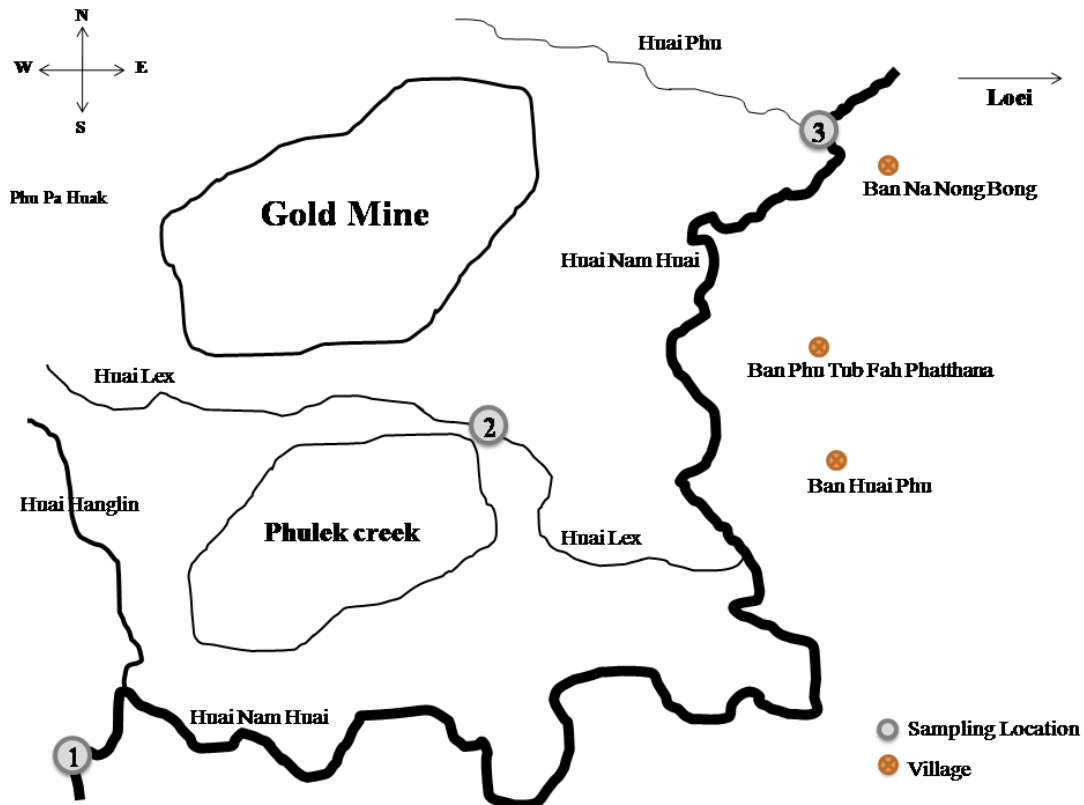 N
Huai Phu
W
E
Loei
S
3
Phu Pa Huak
Ban Na Nong Bong
Gold Mine
Huai Nam Huai
Huai Lex
Ban Phu Tub Fah Phatthana
2
Huai Hanglin
Ban Huai Phu
Phulek creek
Huai Lex
Huai Nam Huai
Sampling Location
1
Village